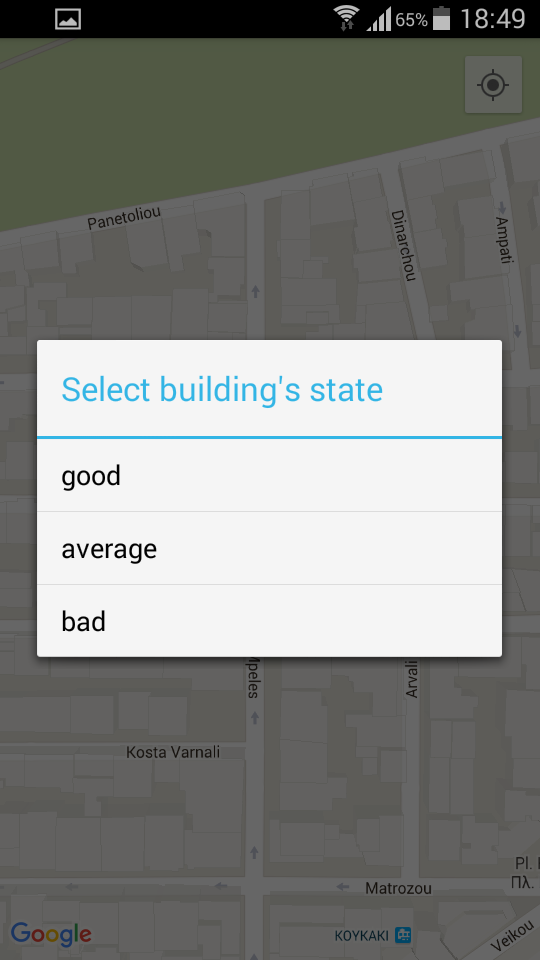 65% 18:49
Panetoliou
Dinarchou
Ampati
Select building's state
good
average
bad
Mpeles
Arvali
Kosta Varnali
Pl.
Πλ.
Matrozou
Google
KOYKAKI
Veikou